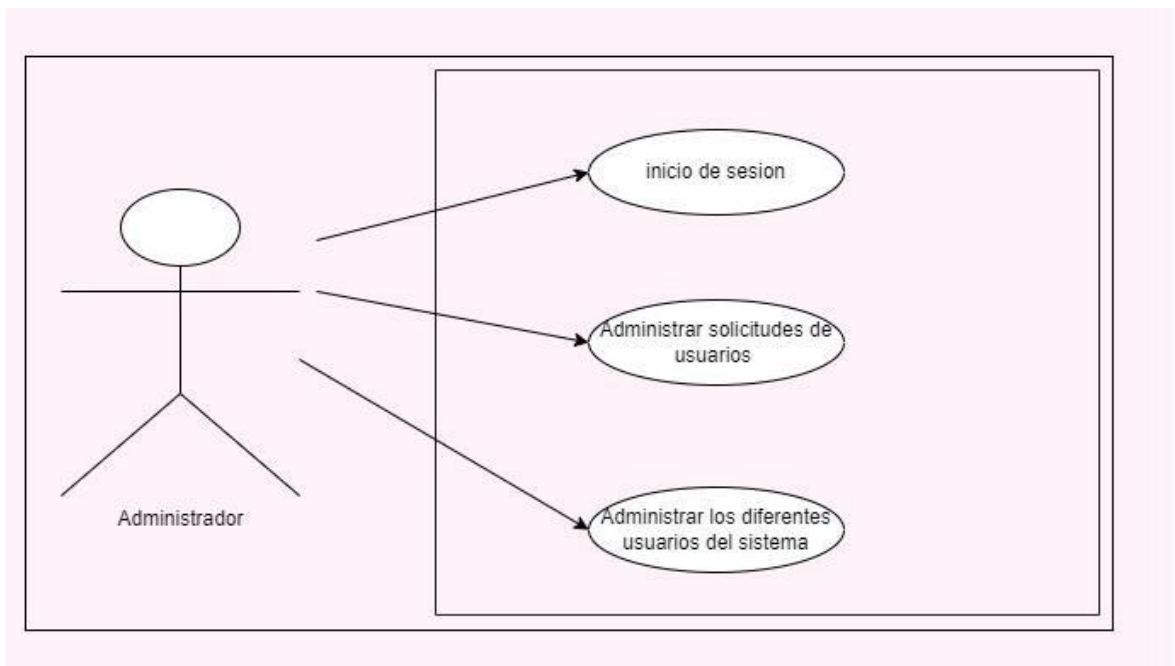 inicio de sesion
Administrar solicitudes de
usuarios
Administrar los diferentes
usuarios del sistema
Administrador